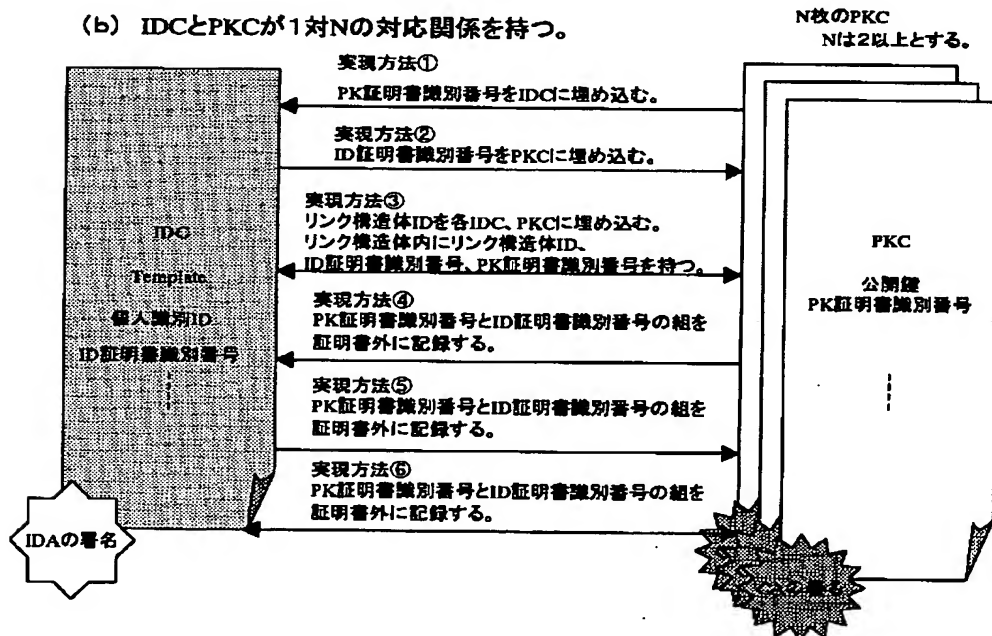 (b) IDCとPKCが1対Nの対応関係を持つ。
N枚のPKC
Nは2以上とする。
実現方法①
PK証明書識別番号をIDCに埋め込む。
実現方法②
ID証明書識別番号をPKCに埋め込む。
実現方法③
リンク構造体IDを各IDC、PKCに埋め込む。
リンク構造体内にリンク構造体ID、
ID証明書識別番号、PK証明書識別番号を持つ。
実現方法④
PK証明書識別番号とID証明書識別番号の組を
証明書外に記録する。
実現方法⑤
PK証明書識別番号とID証明書識別番号の組を
証明書外に記録する。
実現方法⑥
PK証明書識別番号とID証明書識別番号の組を
証明書外に記録する。
IDC
Template
個人識別ID
ID証明書識別番号
IDAの署名
PKC
公開鍵
PK証明書識別番号